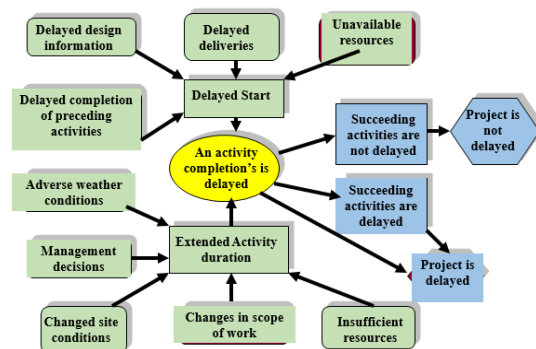 Delayed design
information
Delayed
deliveries
Unavailable
resources
Delayed completion
of preceding
activities
Delayed Start
An activity
completion's is
delayed
Succeeding
activities are
not delayed
Project is
not delayed
Adverse weather
conditions
Succeeding
activities are
delayed
Management
decisions
Extended Activity
duration
Project is
delayed
Changed site
conditions
Changes in scope
of work
Insufficient
resources